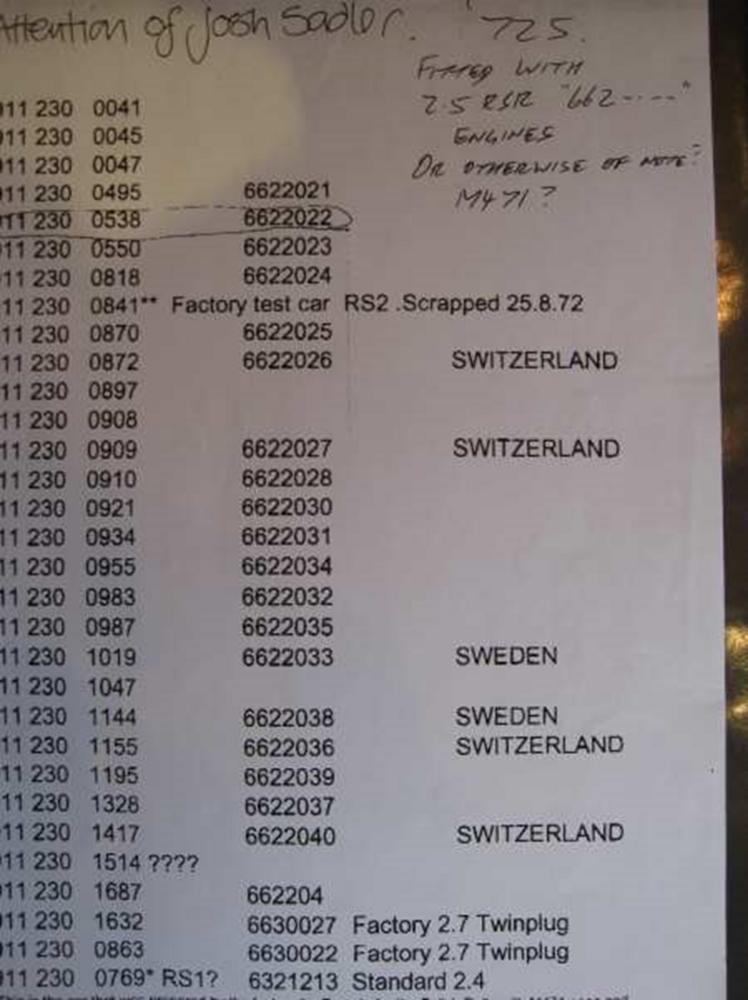 Attention of Josh Sadler. '72S.
FITTED WITH
2.5 RSR "662-----"
ENGINES
OR OTHERWISE OF NOTE?
M471?
911 230 0041
911 230 0045
911 230 0047
911 230 0495 6622021
911 230 0538 6622022
911 230 0550 6622023
911 230 0818 6622024
911 230 0841** Factory test car RS2 .Scrapped 25.8.72
911 230 0870 6622025
11 230 0872 6622026 SWITZERLAND
11 230 0897
11 230 0908
11 230 0909 6622027 SWITZERLAND
11 230 0910 6622028
11 230 0921 6622030
11 230 0934 6622031
11 230 0955 6622034
11 230 0983 6622032
11 230 0987 6622035
11 230 1019 6622033 SWEDEN
11 230 1047
11 230 1144 6622038 SWEDEN
11 230 1155 6622036 SWITZERLAND
11 230 1195 6622039
11 230 1328 6622037
11 230 1417 6622040 SWITZERLAND
911 230 1514 ????
911 230 1687 662204
911 230 1632 6630027 Factory 2.7 Twinplug
911 230 0863 6630022 Factory 2.7 Twinplug
911 230 0769* RS1? 6321213 Standard 2.4